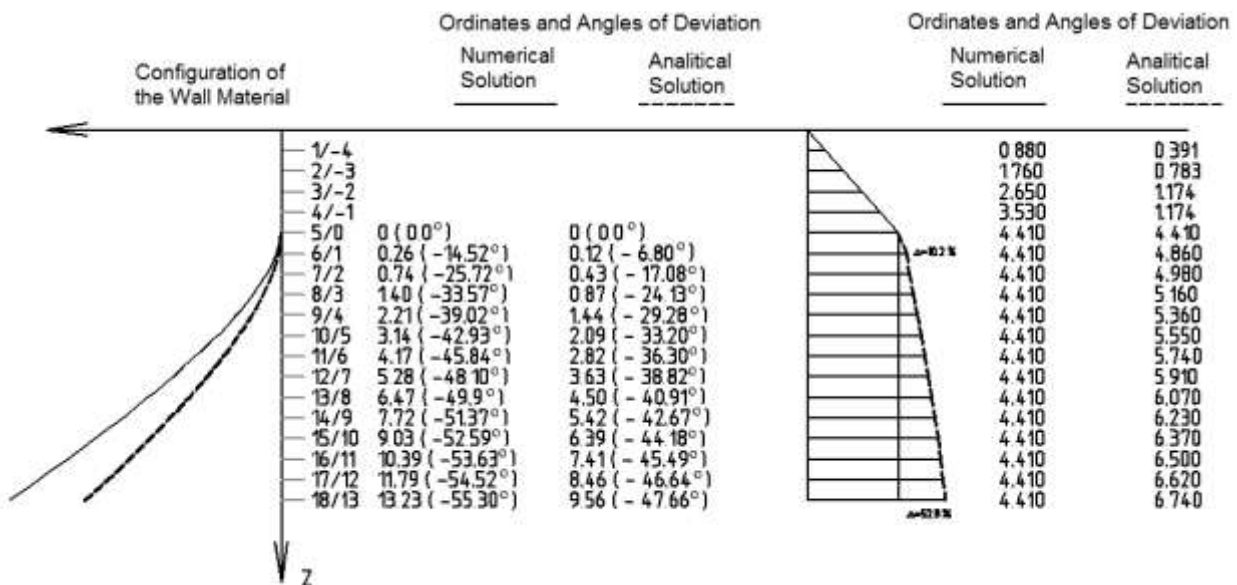 Ordinates and Angles of Deviation Ordinates and Angles of Deviation
Configuration of the Wall Material Numerical Solution Analitical Solution Numerical Solution Analitical Solution
1/-4 0.880 0.391
2/-3 1.760 0.783
3/-2 2.650 1.174
4/-1 3.530 1.174
5/0 0 (0.0°) 0 (0.0°) 4.410 4.410
6/1 0.26 (-14.52°) 0.12 (- 6.80°) Δ=10.2 % 4.410 4.860
7/2 0.74 (-25.72°) 0.43 (- 17.08°) 4.410 4.980
8/3 1.40 (-33.57°) 0.87 (- 24.13°) 4.410 5.160
9/4 2.21 (-39.02°) 1.44 (- 29.28°) 4.410 5.360
10/5 3.14 (-42.93°) 2.09 (- 33.20°) 4.410 5.550
11/6 4.17 (-45.84°) 2.82 (- 36.30°) 4.410 5.740
12/7 5.28 (-48.10°) 3.63 (- 38.82°) 4.410 5.910
13/8 6.47 (-49.9°) 4.50 (- 40.91°) 4.410 6.070
14/9 7.72 (-51.37°) 5.42 (- 42.67°) 4.410 6.230
15/10 9.03 (-52.59°) 6.39 (- 44.18°) 4.410 6.370
16/11 10.39 (-53.63°) 7.41 (- 45.49°) 4.410 6.500
17/12 11.79 (-54.52°) 8.46 (- 46.64°) 4.410 6.620
18/13 13.23 (-55.30°) 9.56 (- 47.66°) 4.410 6.740
Z